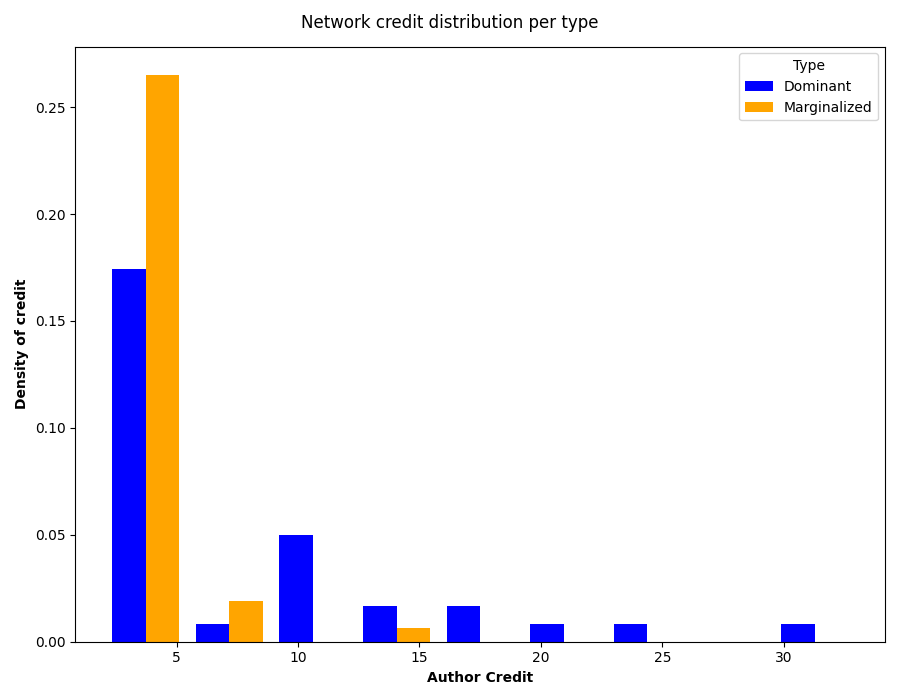 Network credit distribution per type
Type
Dominant
Marginalized
Density of credit
0.25
0.20
0.15
0.10
0.05
0.00
5 10 15 20 25 30
Author Credit